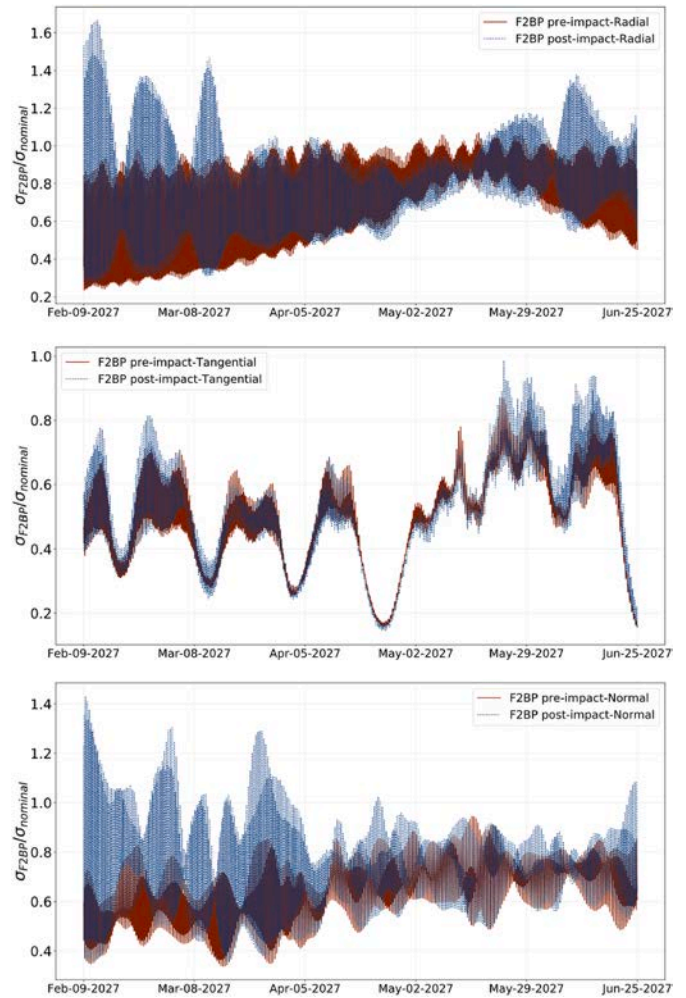 F2BP pre-impact-Radial
F2BP post-impact-Radial
σF2BP/σnominal
1.6
1.4
1.2
1.0
0.8
0.6
0.4
0.2
Feb-09-2027 Mar-08-2027 Apr-05-2027 May-02-2027 May-29-2027 Jun-25-2027
F2BP pre-impact-Tangential
F2BP post-impact-Tangential
σF2BP/σnominal
1.0
0.8
0.6
0.4
0.2
Feb-09-2027 Mar-08-2027 Apr-05-2027 May-02-2027 May-29-2027 Jun-25-2027
F2BP pre-impact-Normal
F2BP post-impact-Normal
σF2BP/σnominal
1.4
1.2
1.0
0.8
0.6
0.4
Feb-09-2027 Mar-08-2027 Apr-05-2027 May-02-2027 May-29-2027 Jun-25-2027